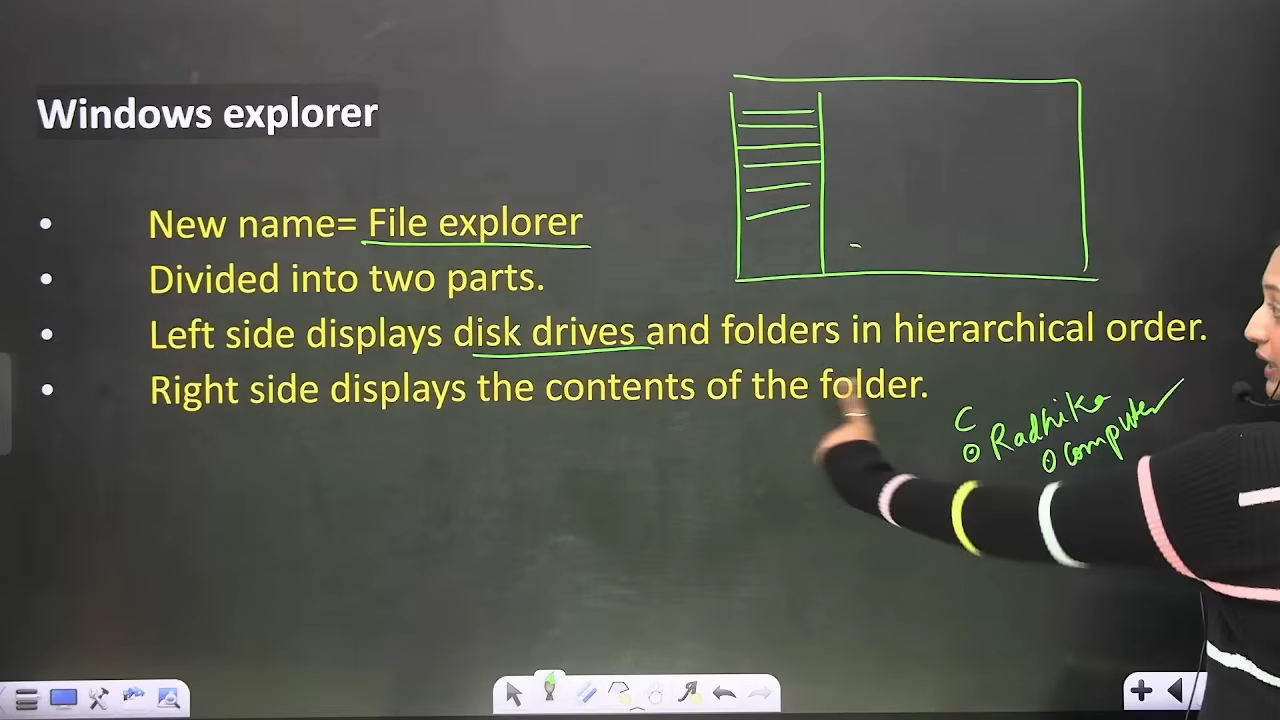 Windows explorer
• New name= File explorer
• Divided into two parts.
• Left side displays disk drives and folders in hierarchical order.
• Right side displays the contents of the folder.
C
Radhika
computer